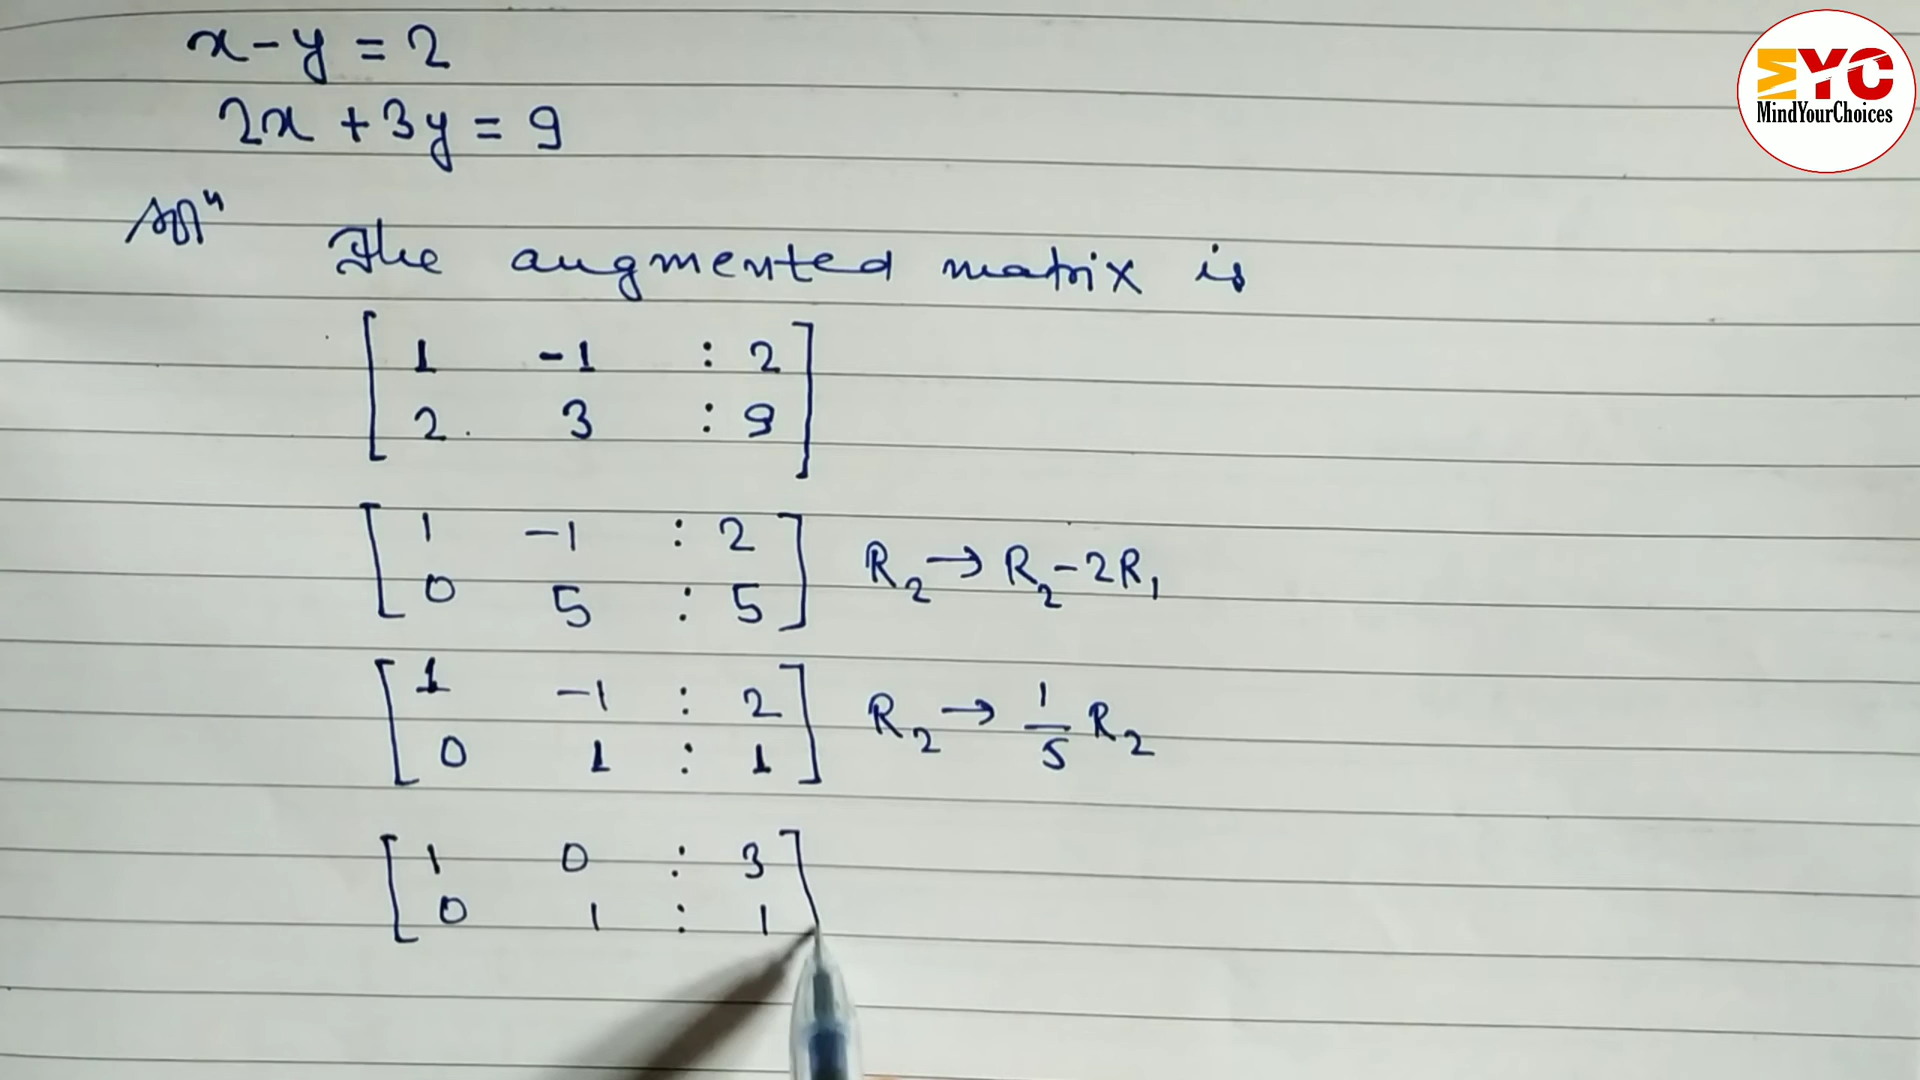 x - y = 2
2x + 3y = 9
MYC
MindYourChoices
Solⁿ The augmented matrix is
[ 1 -1 : 2 ]
[ 2 3 : 9 ]
[ 1 -1 : 2 ]
[ 0 5 : 5 ] R₂ → R₂ - 2R₁
[ 1 -1 : 2 ]
[ 0 1 : 1 ] R₂ → 1/5 R₂
[ 1 0 : 3 ]
[ 0 1 : 1 ]